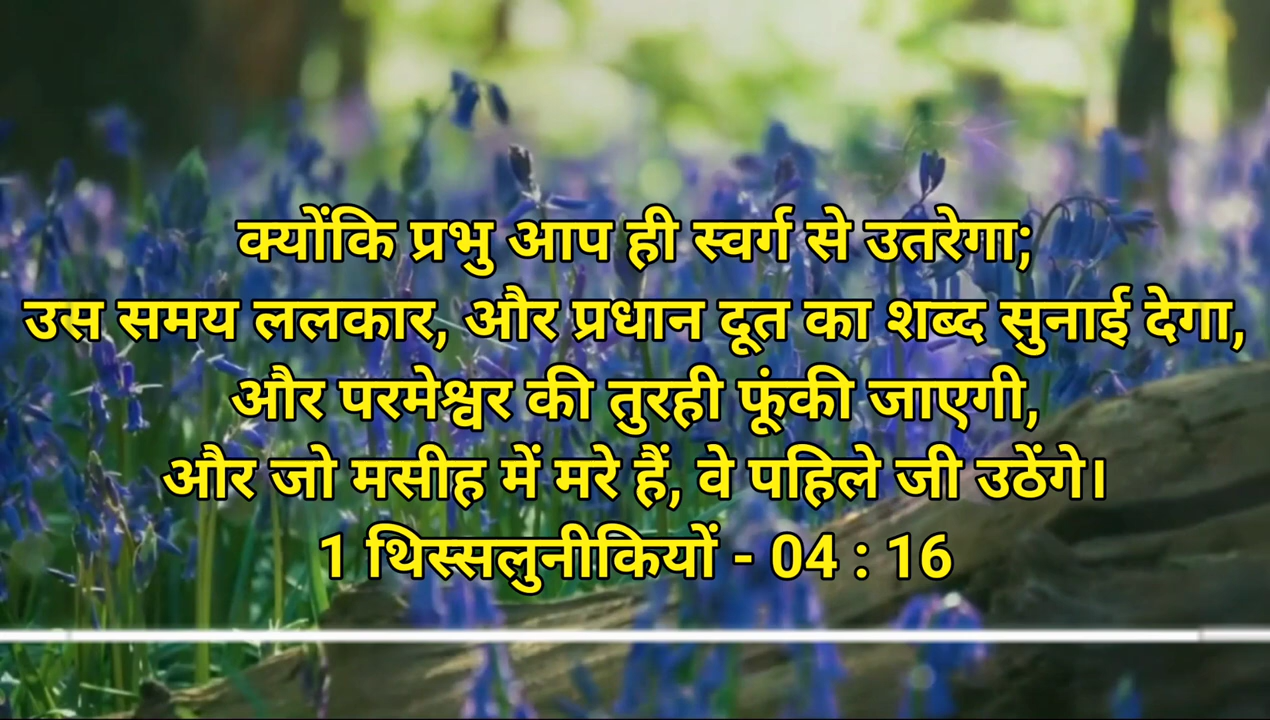 क्योंकि प्रभु आप ही स्वर्ग से उतरेगा;
उस समय ललकार, और प्रधान दूत का शब्द सुनाई देगा,
और परमेश्वर की तुरही फूंकी जाएगी,
और जो मसीह में मरे हैं, वे पहिले जी उठेंगे।
1 थिस्सलुनीकियों - 04 : 16